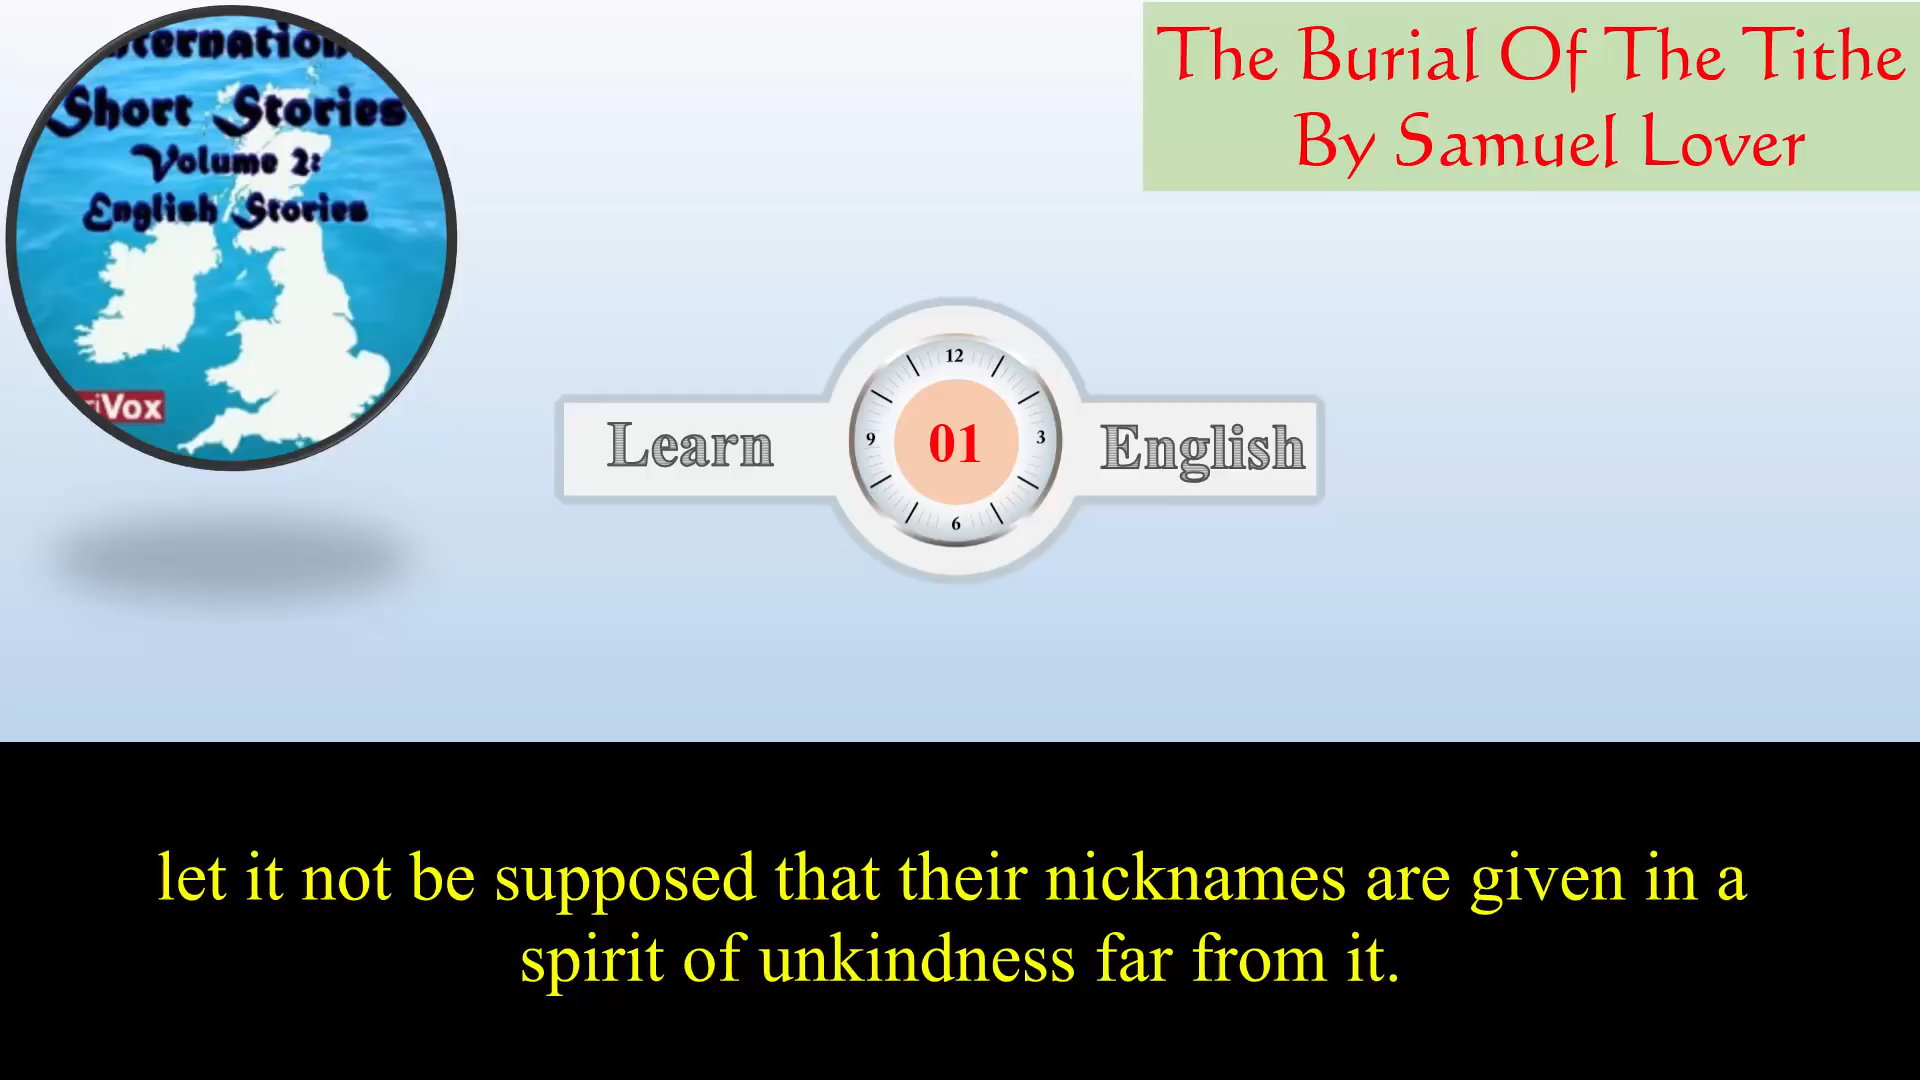 Short Stories
Volume 2:
English Stories
The Burial Of The Tithe
By Samuel Lover
12
9
3
6
Learn
01
English
let it not be supposed that their nicknames are given in a
spirit of unkindness far from it.